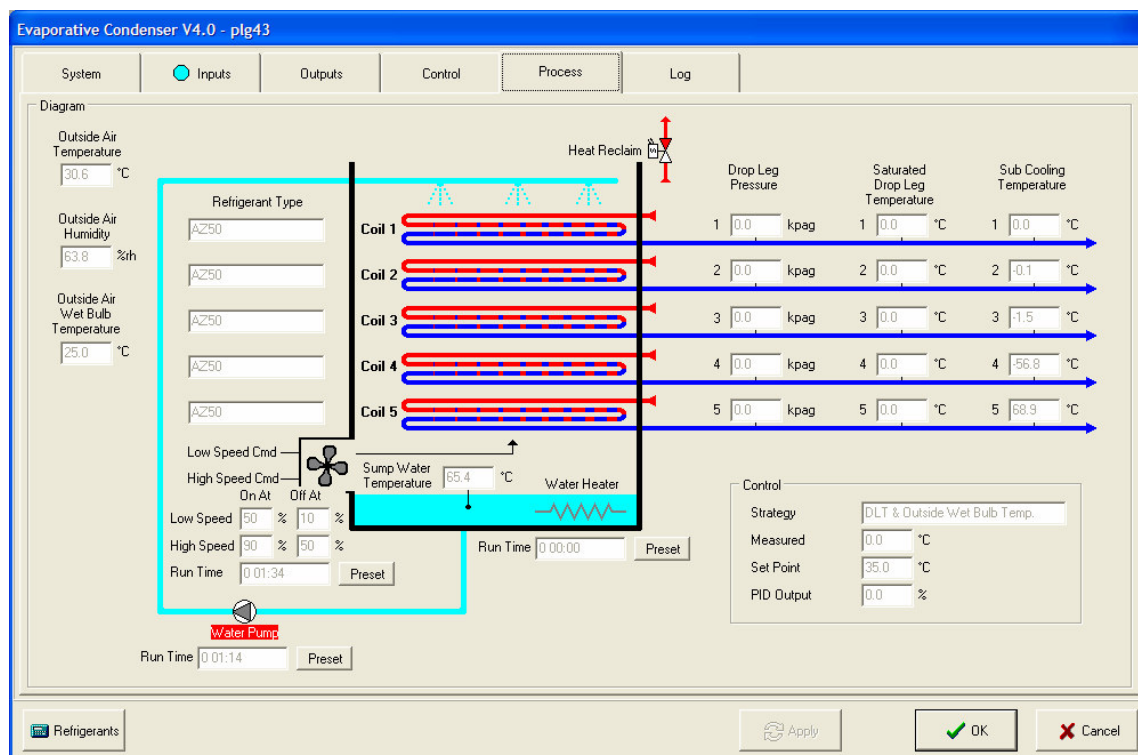 Evaporative Condenser V4.0 - plg43
System Inputs Outputs Control Process Log
Diagram
Outside Air
Temperature
30.6 °C
Outside Air
Humidity
63.8 %rh
Outside Air
Wet Bulb
Temperature
25.0 °C
Refrigerant Type
AZ50
AZ50
AZ50
AZ50
AZ50
Heat Reclaim
S
Coil 1
Coil 2
Coil 3
Coil 4
Coil 5
Drop Leg
Pressure
1 0.0 kpag
2 0.0 kpag
3 0.0 kpag
4 0.0 kpag
5 0.0 kpag
Saturated
Drop Leg
Temperature
1 0.0 °C
2 0.0 °C
3 0.0 °C
4 0.0 °C
5 0.0 °C
Sub Cooling
Temperature
1 0.0 °C
2 -0.1 °C
3 -1.5 °C
4 -56.8 °C
5 68.9 °C
Low Speed Cmd
High Speed Cmd
On At Off At
Low Speed 50 % 10 %
High Speed 90 % 50 %
Run Time 0 01:34 Preset
Sump Water
Temperature 65.4 °C
Water Heater
Run Time 0 00:00 Preset
Water Pump
Run Time 0 01:14 Preset
Control
Strategy DLT & Outside Wet Bulb Temp.
Measured 0.0 °C
Set Point 35.0 °C
PID Output 0.0 %
Refrigerants Apply OK Cancel